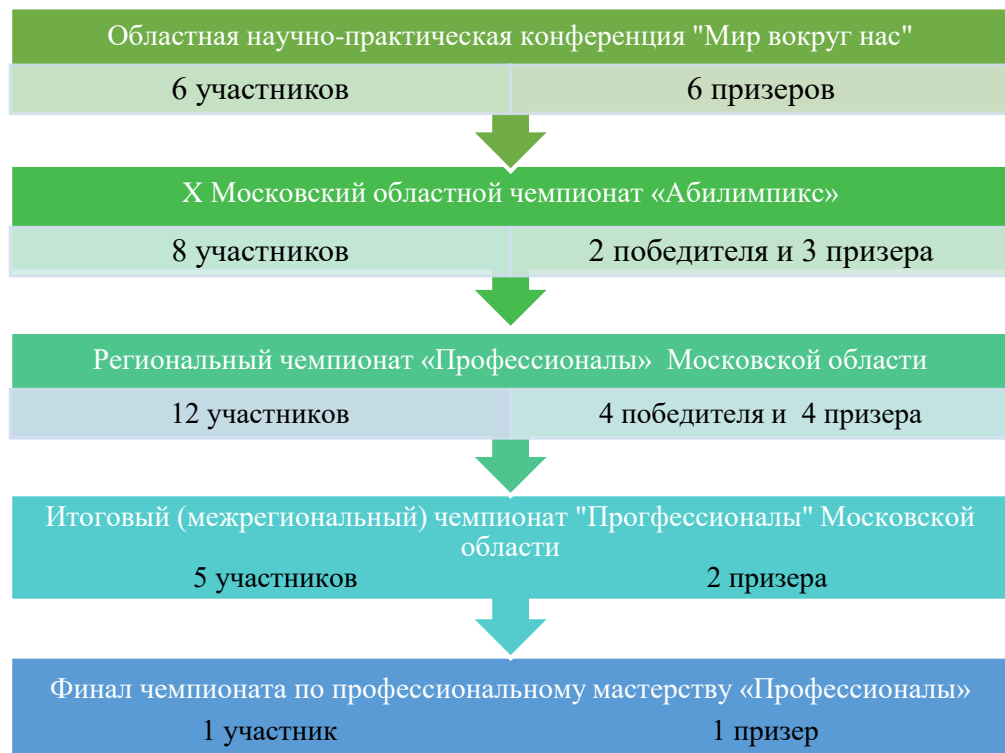 Областная научно-практическая конференция "Мир вокруг нас"
6 участников 6 призеров
X Московский областной чемпионат «Абилимпикс»
8 участников 2 победителя и 3 призера
Региональный чемпионат «Профессионалы» Московской области
12 участников 4 победителя и 4 призера
Итоговый (межрегиональный) чемпионат "Прогфессионалы" Московской
области
5 участников 2 призера
Финал чемпионата по профессиональному мастерству «Профессионалы»
1 участник 1 призер